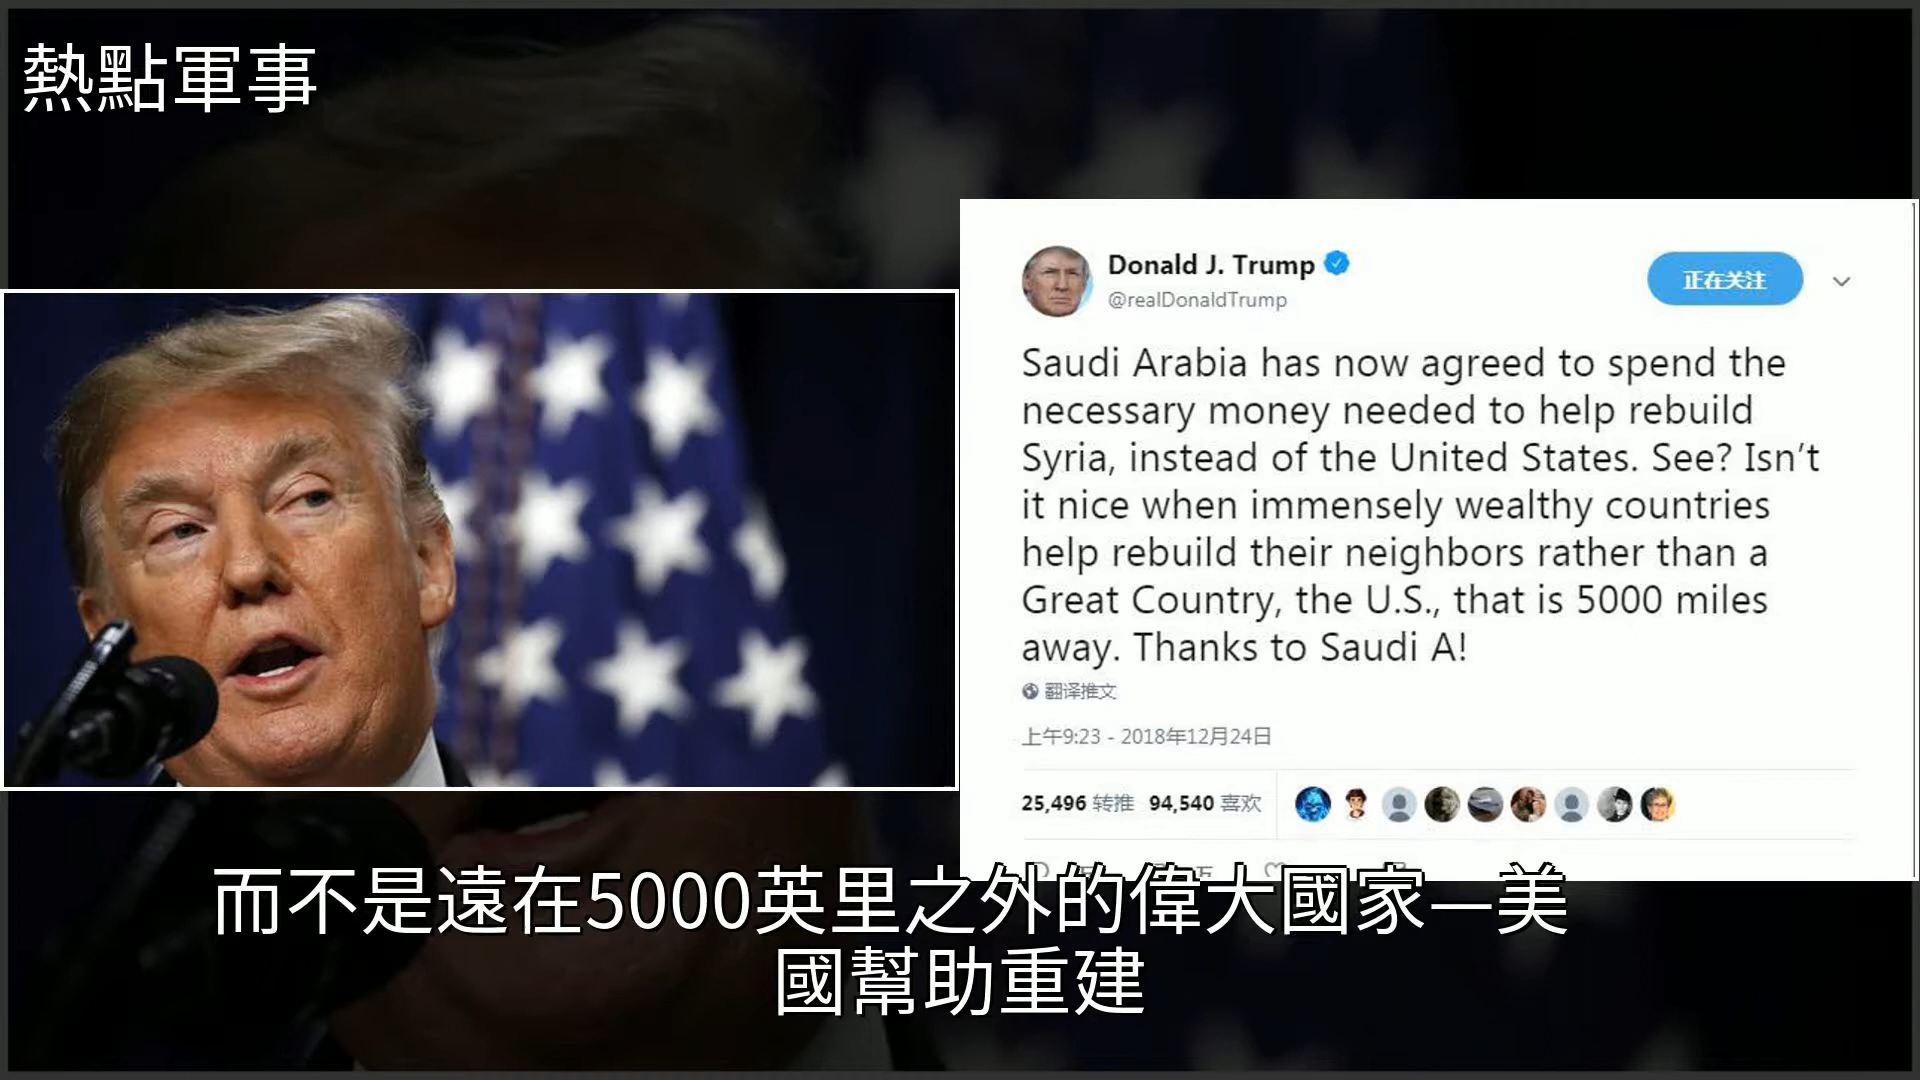 熱點軍事
Donald J. Trump
@realDonaldTrump
正在关注
Saudi Arabia has now agreed to spend the
necessary money needed to help rebuild
Syria, instead of the United States. See? Isn't
it nice when immensely wealthy countries
help rebuild their neighbors rather than a
Great Country, the U.S., that is 5000 miles
away. Thanks to Saudi A!
翻译推文
上午9:23 - 2018年12月24日
25,496 转推 94,540 喜欢
而不是遠在5000英里之外的偉大國家—美
國幫助重建